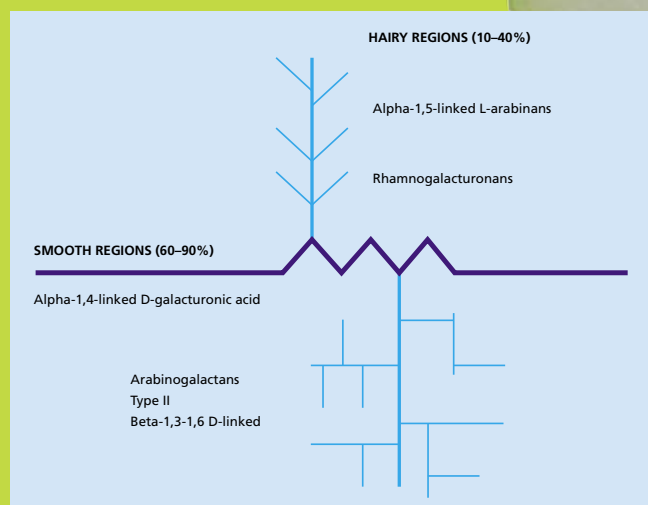 HAIRY REGIONS (10–40%)
Alpha-1,5-linked L-arabinans
Rhamnogalacturonans
SMOOTH REGIONS (60–90%)
Alpha-1,4-linked D-galacturonic acid
Arabinogalactans
Type II
Beta-1,3-1,6 D-linked